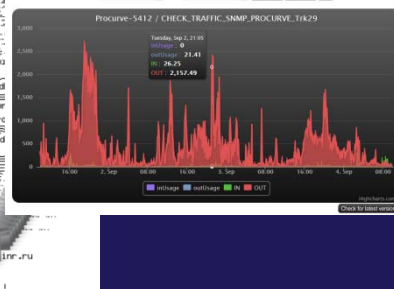 Procurve-5412 / CHECK_TRAFFIC_SNMP_PROCURVE_Trk29
3,000
2,500
2,000
1,500
1,000
500
0
Tuesday, Sep 2, 21:05
inUsage : 0
outUsage : 21.41
IN : 26.25
OUT : 2,157.49
16:00 2. Sep 08:00 16:00 3. Sep 08:00 16:00 4. Sep 08:00
inUsage outUsage IN OUT
Highcharts.com
Check for latest version
inr.ru